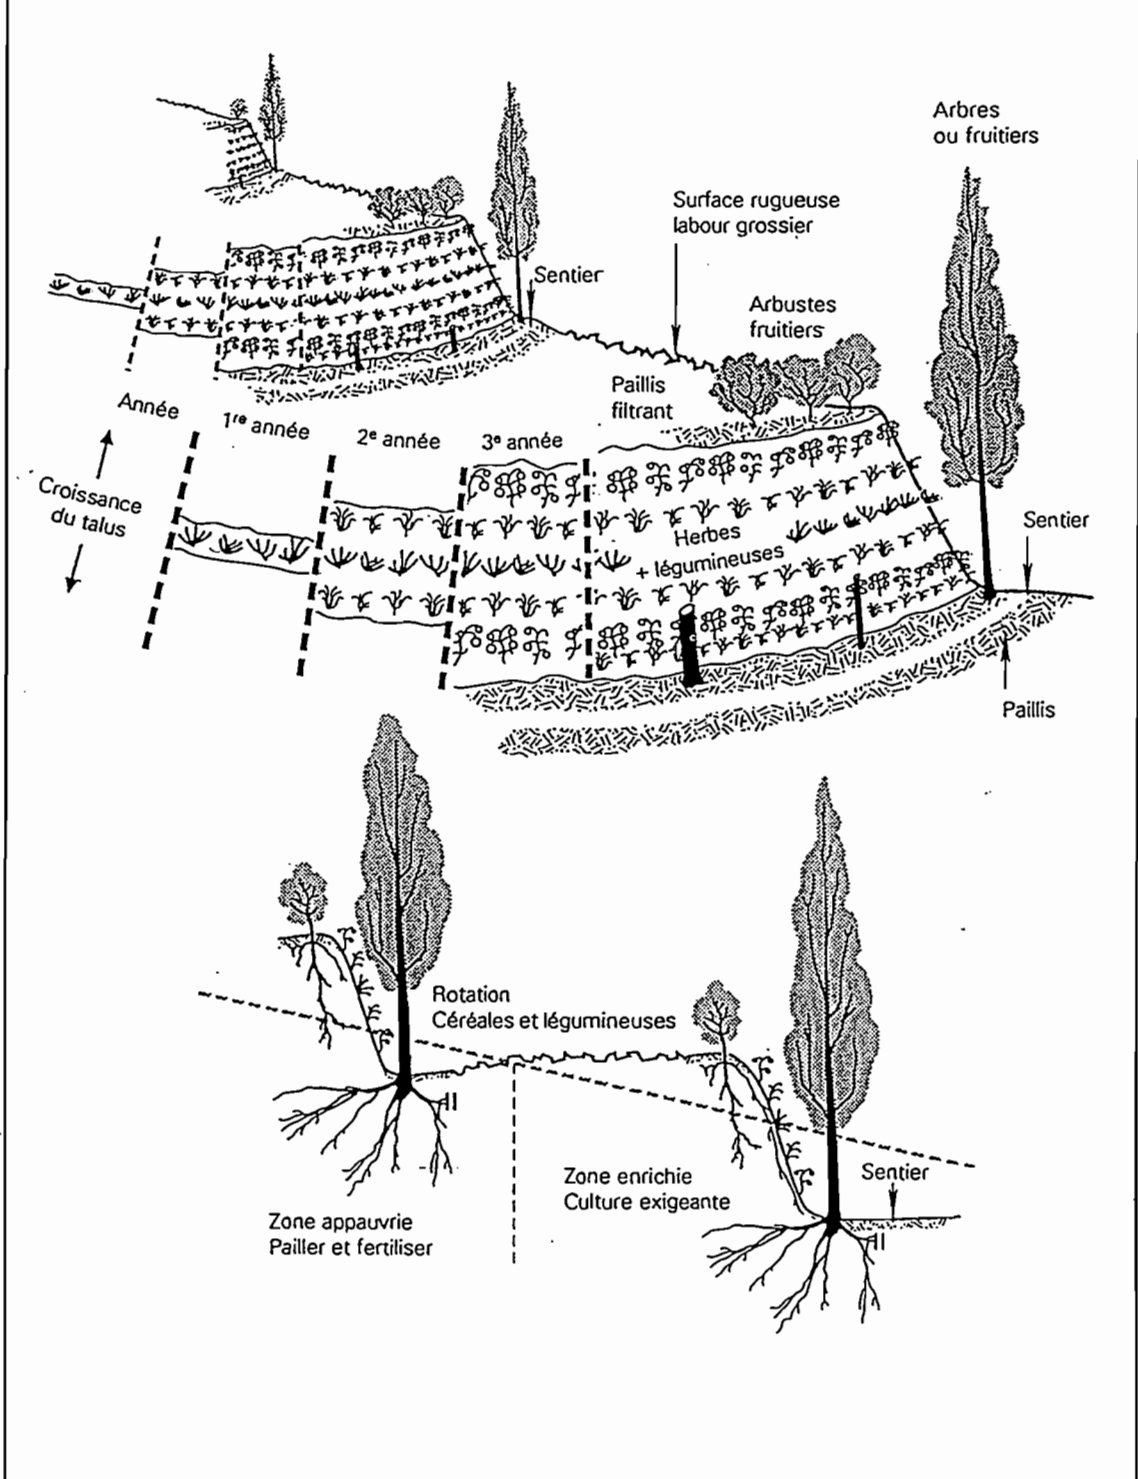 Arbres
ou fruitiers
Surface rugueuse
labour grossier
Sentier
Arbustes
fruitiers
Paillis
filtrant
Année
1re année
2e année
3e année
Croissance
du talus
Herbes
+ légumineuses
Sentier
Paillis
Rotation
Céréales et légumineuses
Zone enrichie
Culture exigeante
Sentier
Zone appauvrie
Pailler et fertiliser